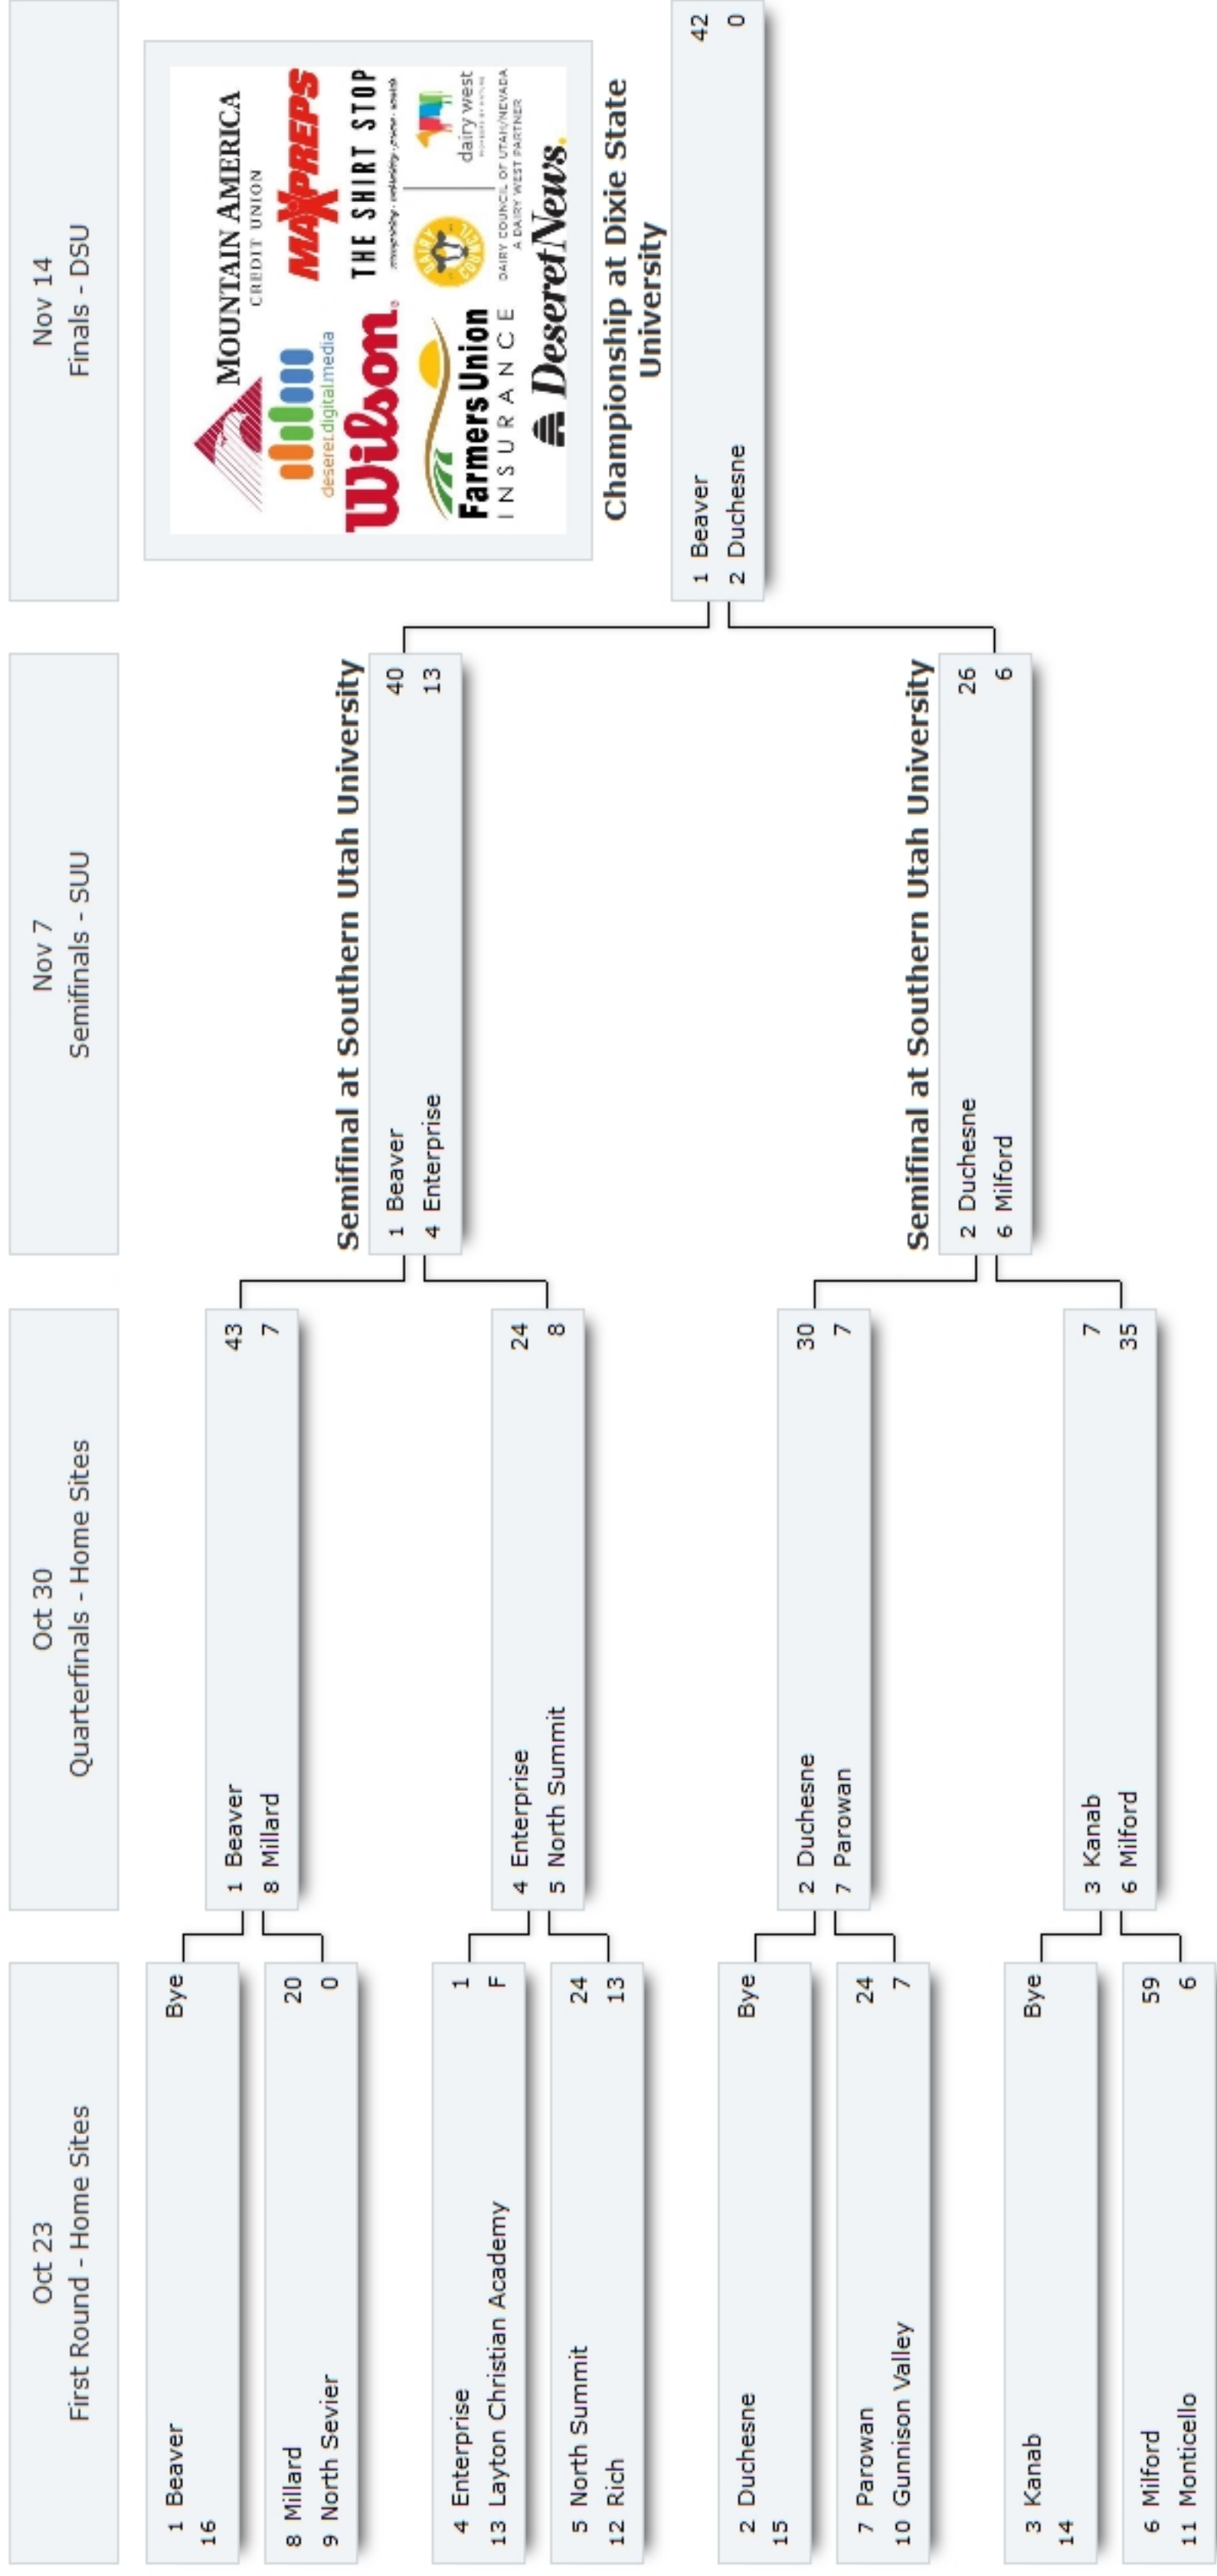 Oct 23
First Round - Home Sites
Oct 30
Quarterfinals - Home Sites
Nov 7
Semifinals - SUU
Nov 14
Finals - DSU
1 Beaver Bye
16
8 Millard 20
9 North Sevier 0
4 Enterprise 1
13 Layton Christian Academy F
5 North Summit 24
12 Rich 13
2 Duchesne Bye
15
7 Parowan 24
10 Gunnison Valley 7
3 Kanab Bye
14
6 Milford 59
11 Monticello 6
1 Beaver 43
8 Millard 7
4 Enterprise 24
5 North Summit 8
2 Duchesne 30
7 Parowan 7
3 Kanab 7
6 Milford 35
Semifinal at Southern Utah University
1 Beaver 40
4 Enterprise 13
Semifinal at Southern Utah University
2 Duchesne 26
6 Milford 6
MOUNTAIN AMERICA
CREDIT UNION
deseret.digital.media
MAXPREPS
Wilson
THE SHIRT STOP
Farmers Union
INSURANCE
DAIRY
COUNCIL
dairy west
DAIRY COUNCIL OF UTAH/NEVADA
A DAIRY WEST PARTNER
Deseret News.
Championship at Dixie State
University
1 Beaver 42
2 Duchesne 0